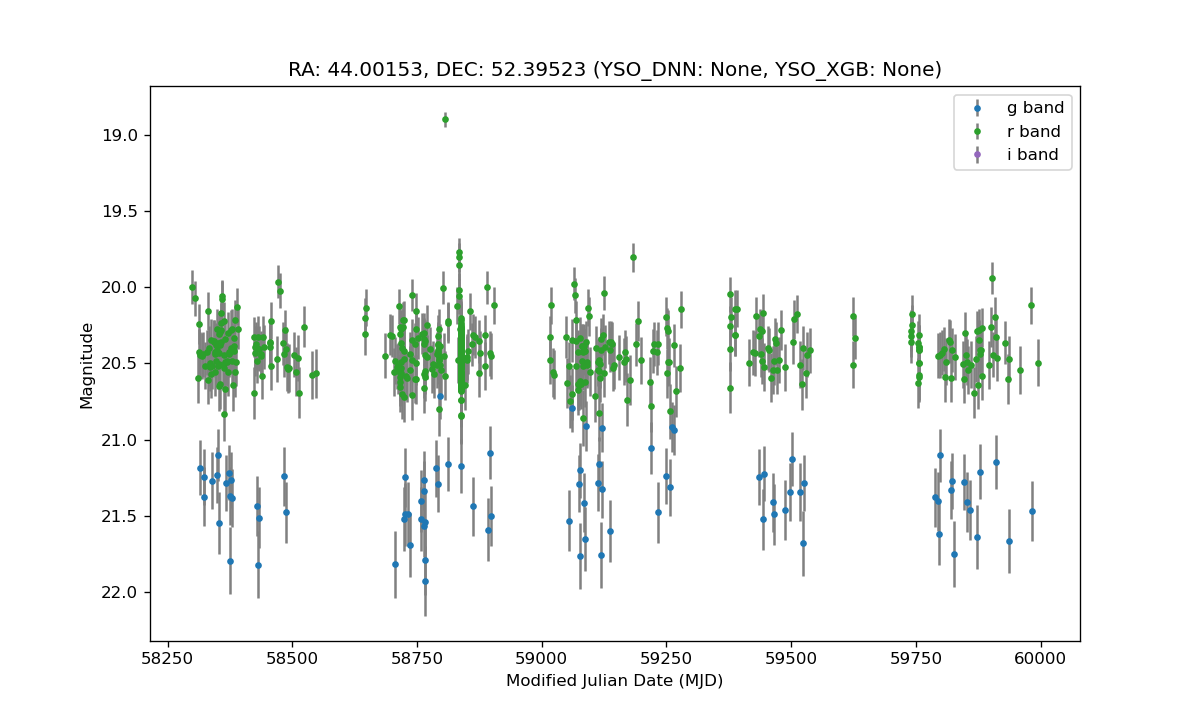 RA: 44.00153, DEC: 52.39523 (YSO_DNN: None, YSO_XGB: None)
g band
r band
i band
19.0
19.5
20.0
20.5
21.0
21.5
22.0
Magnitude
58250 58500 58750 59000 59250 59500 59750 60000
Modified Julian Date (MJD)